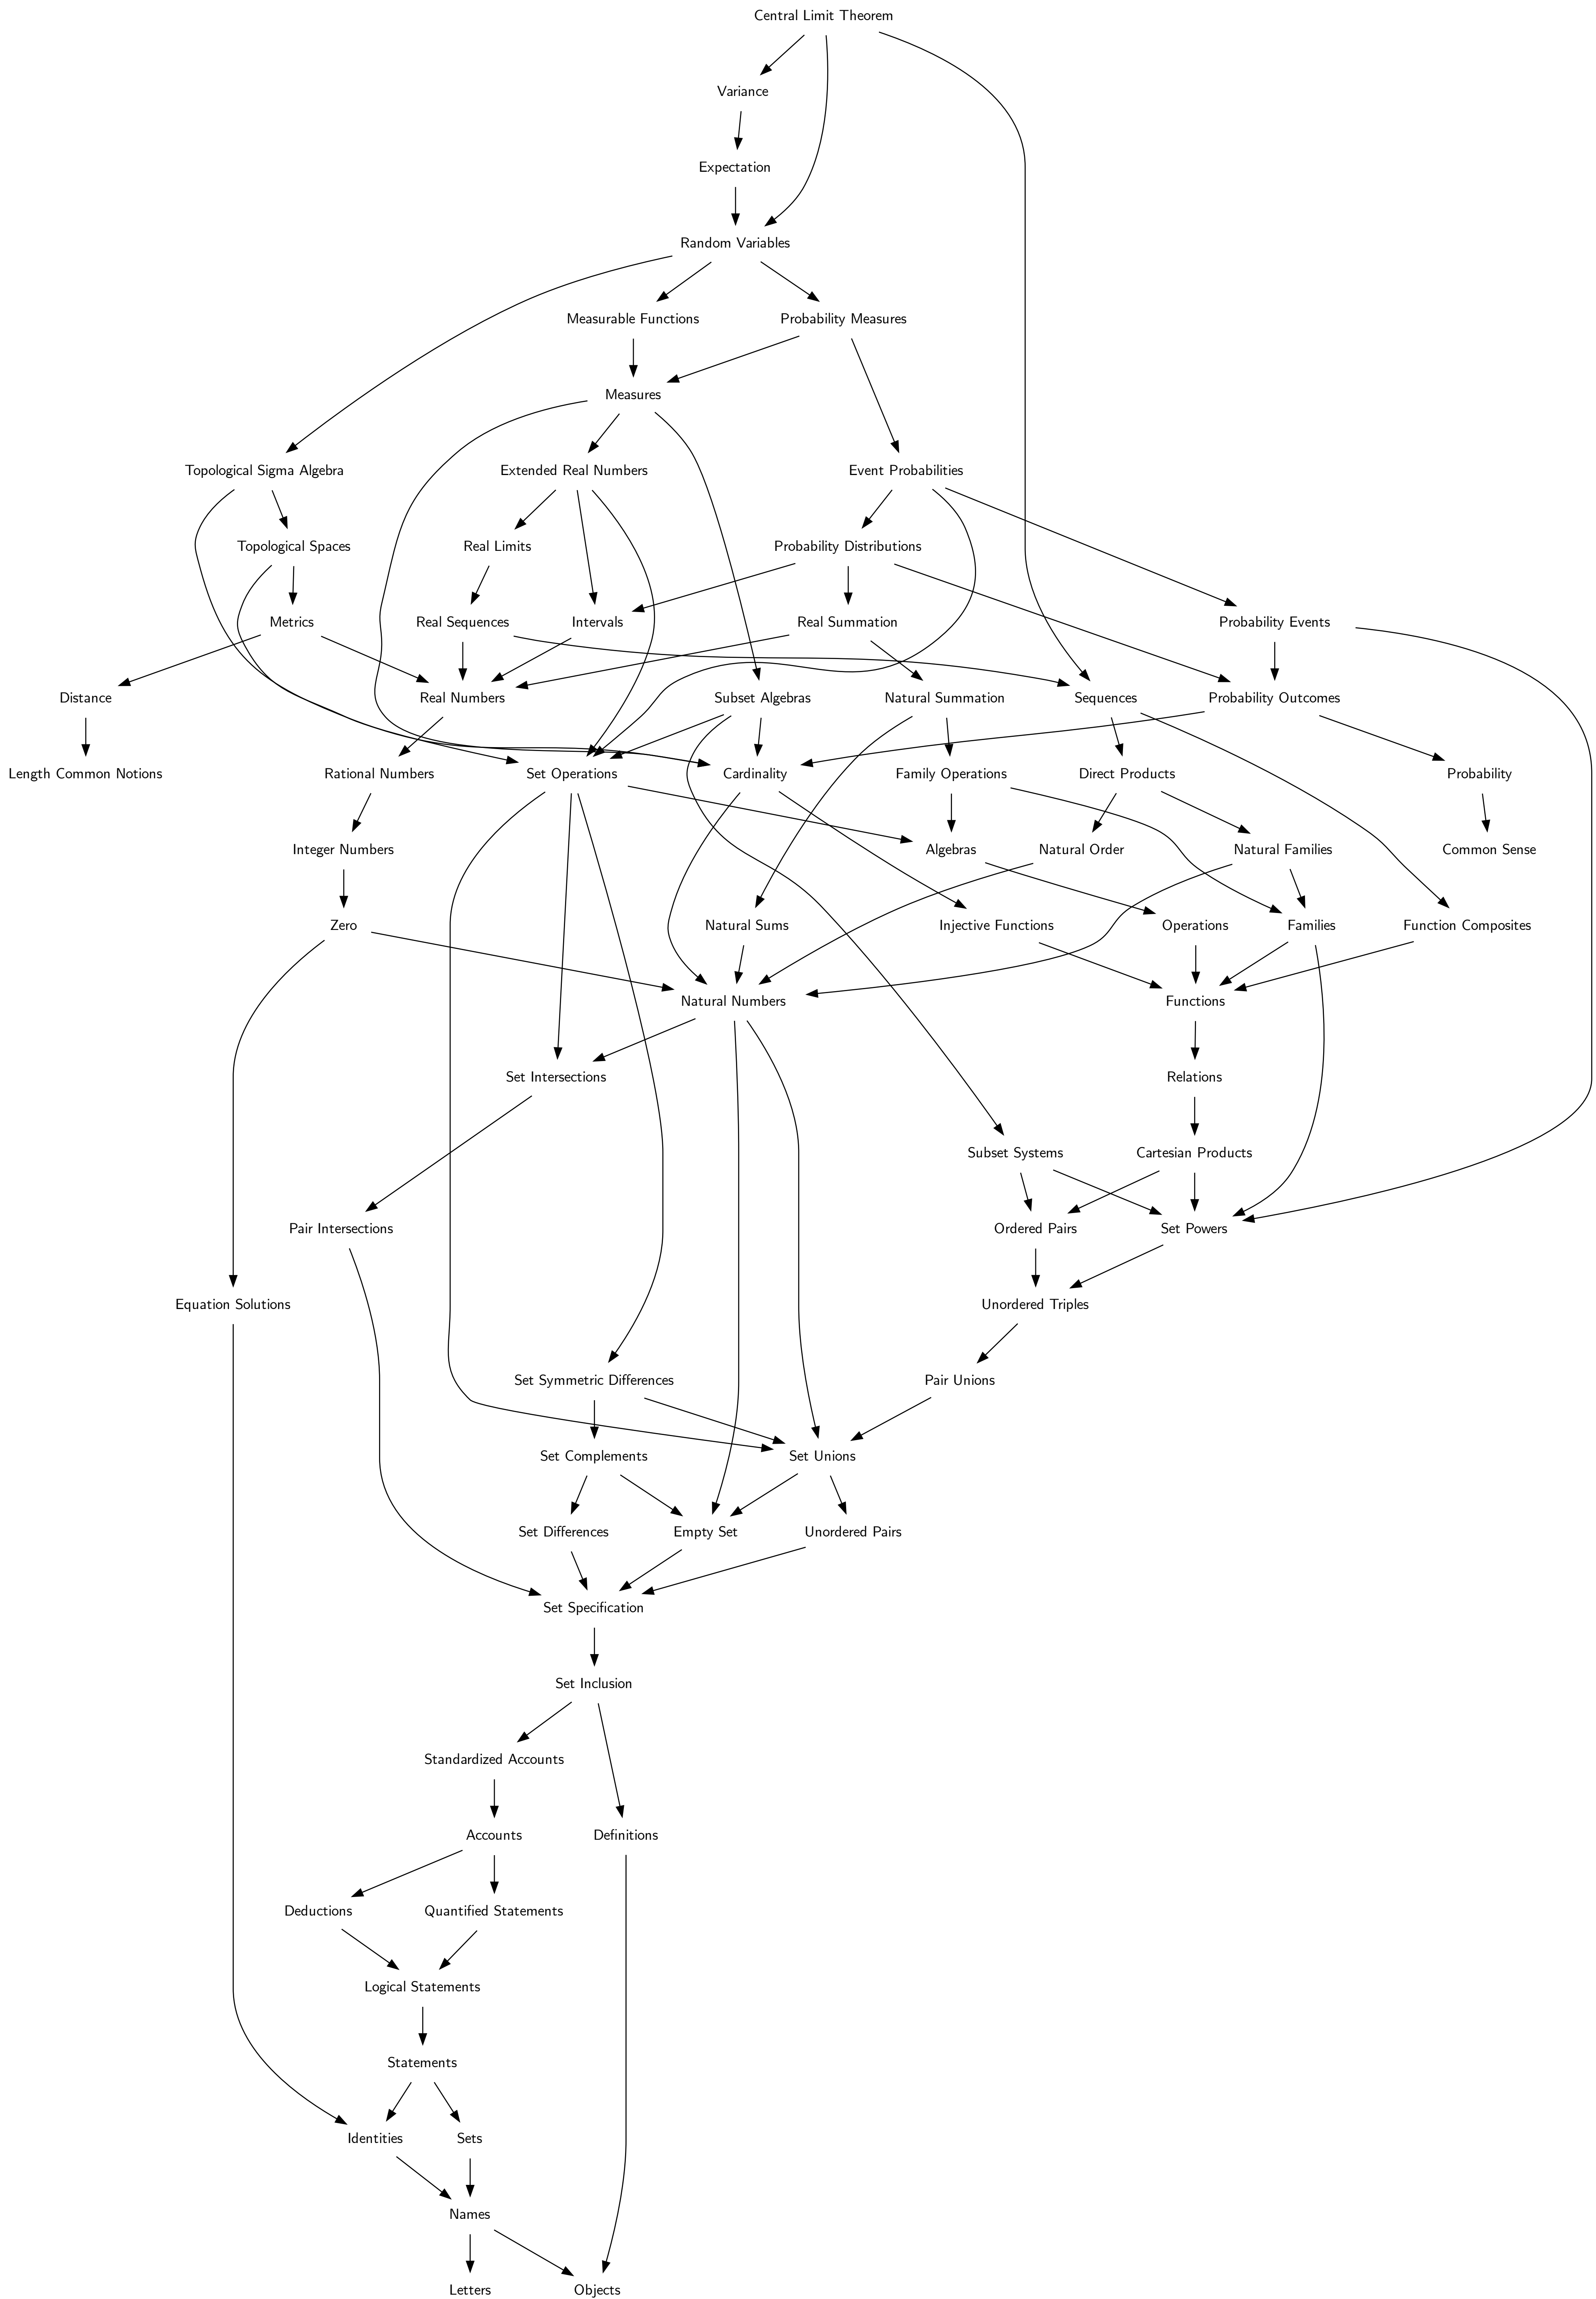 Central Limit Theorem
Variance
Expectation
Random Variables
Measurable Functions
Probability Measures
Measures
Topological Sigma Algebra
Extended Real Numbers
Event Probabilities
Topological Spaces
Real Limits
Probability Distributions
Metrics
Real Sequences
Intervals
Real Summation
Probability Events
Distance
Real Numbers
Subset Algebras
Natural Summation
Sequences
Probability Outcomes
Length Common Notions
Rational Numbers
Set Operations
Cardinality
Family Operations
Direct Products
Probability
Integer Numbers
Algebras
Natural Order
Natural Families
Common Sense
Zero
Natural Sums
Injective Functions
Operations
Families
Function Composites
Natural Numbers
Functions
Set Intersections
Relations
Subset Systems
Cartesian Products
Pair Intersections
Ordered Pairs
Set Powers
Equation Solutions
Unordered Triples
Set Symmetric Differences
Pair Unions
Set Complements
Set Unions
Set Differences
Empty Set
Unordered Pairs
Set Specification
Set Inclusion
Standardized Accounts
Accounts
Definitions
Deductions
Quantified Statements
Logical Statements
Statements
Identities
Sets
Names
Letters
Objects